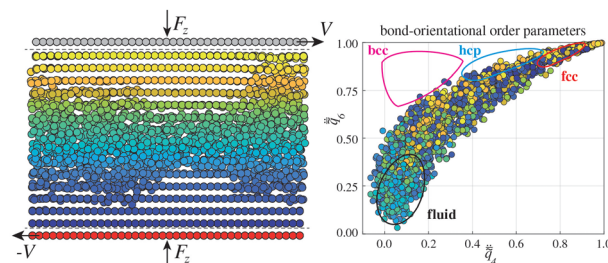 F_z
V
-V
F_z
bond-orientational order parameters
bcc
hcp
fcc
fluid
1.00
0.75
0.50
0.25
0.00
-0.0
0.2
0.4
0.6
0.8
1.0
q̿_6
q̿_4